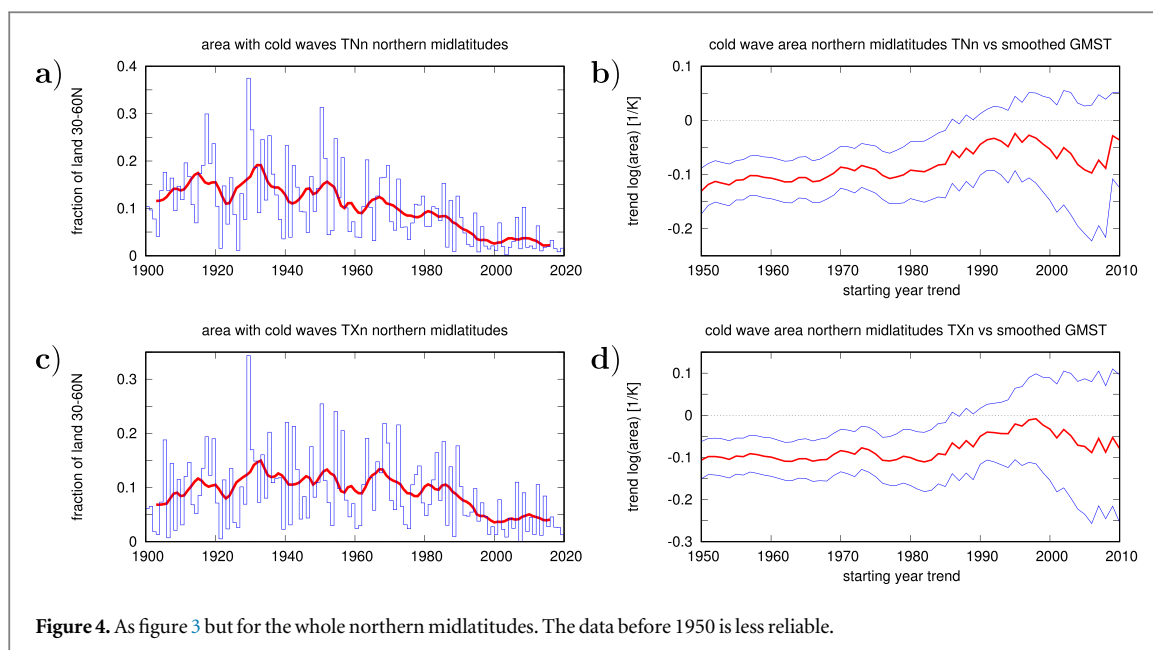 a)
area with cold waves TNn northern midlatitudes
fraction of land 30-60N
0.4
0.3
0.2
0.1
0
1900 1920 1940 1960 1980 2000 2020
b)
cold wave area northern midlatitudes TNn vs smoothed GMST
trend log(area) [1/K]
0.1
0
-0.1
-0.2
1950 1960 1970 1980 1990 2000 2010
starting year trend
c)
area with cold waves TXn northern midlatitudes
fraction of land 30-60N
0.3
0.2
0.1
0
1900 1920 1940 1960 1980 2000 2020
d)
cold wave area northern midlatitudes TXn vs smoothed GMST
trend log(area) [1/K]
0.1
0
-0.1
-0.2
-0.3
1950 1960 1970 1980 1990 2000 2010
starting year trend
Figure 4. As figure 3 but for the whole northern midlatitudes. The data before 1950 is less reliable.